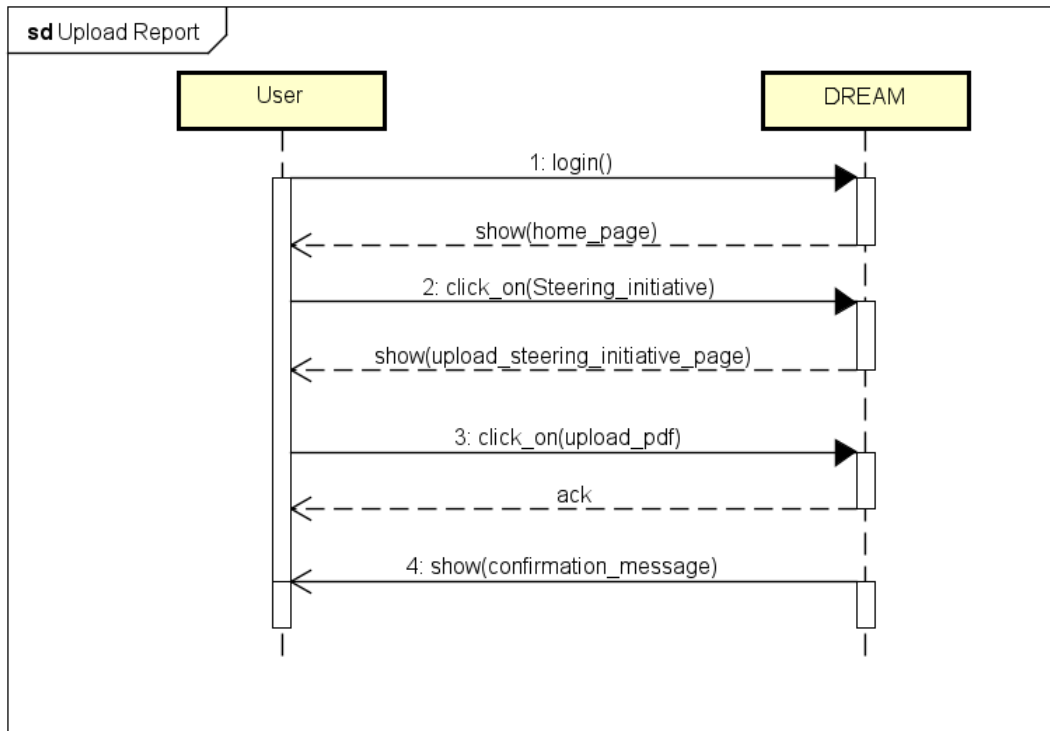 sd Upload Report
User
DREAM
1: login()
show(home_page)
2: click_on(Steering_initiative)
show(upload_steering_initiative_page)
3: click_on(upload_pdf)
ack
4: show(confirmation_message)